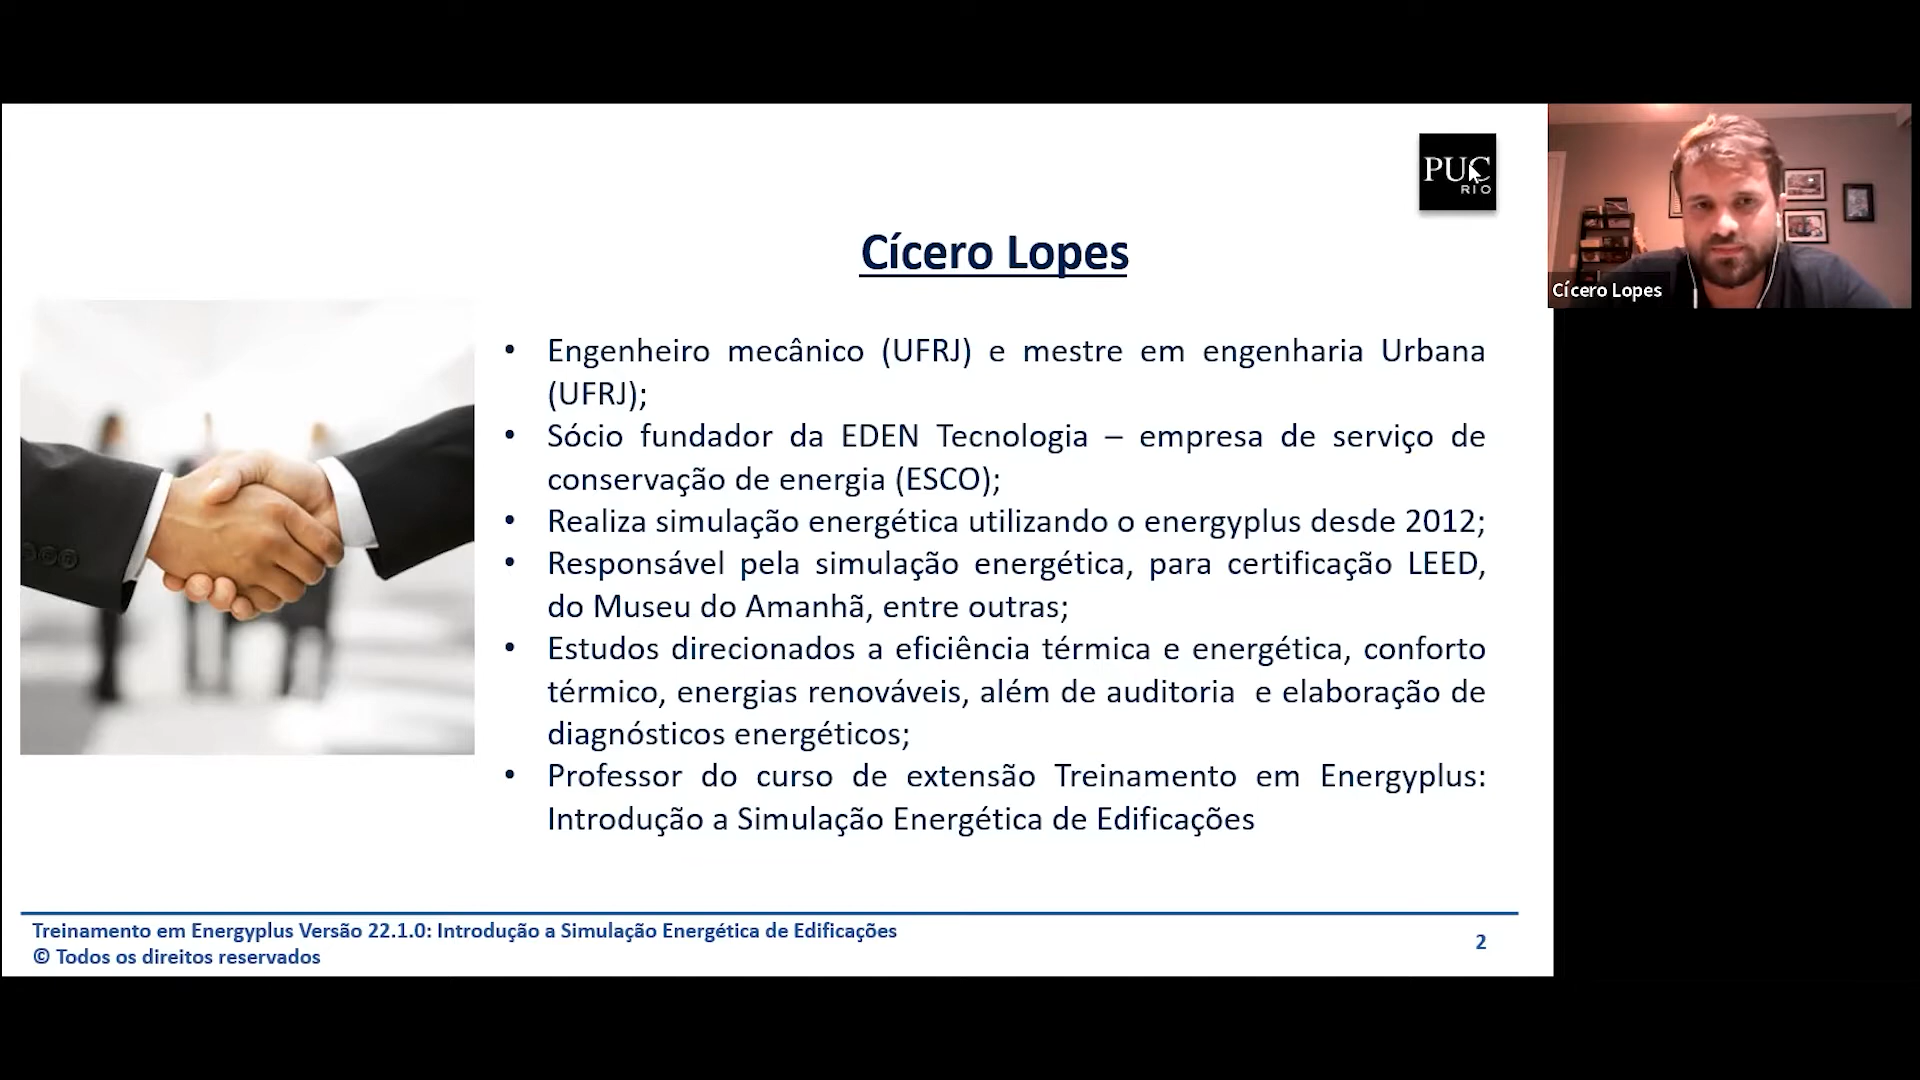 PUC
RIO
Cícero Lopes
• Engenheiro mecânico (UFRJ) e mestre em engenharia Urbana
(UFRJ);
• Sócio fundador da EDEN Tecnologia – empresa de serviço de
conservação de energia (ESCO);
• Realiza simulação energética utilizando o energyplus desde 2012;
• Responsável pela simulação energética, para certificação LEED,
do Museu do Amanhã, entre outras;
• Estudos direcionados a eficiência térmica e energética, conforto
térmico, energias renováveis, além de auditoria e elaboração de
diagnósticos energéticos;
• Professor do curso de extensão Treinamento em Energyplus:
Introdução a Simulação Energética de Edificações
Treinamento em Energyplus Versão 22.1.0: Introdução a Simulação Energética de Edificações
© Todos os direitos reservados
2
Cícero Lopes